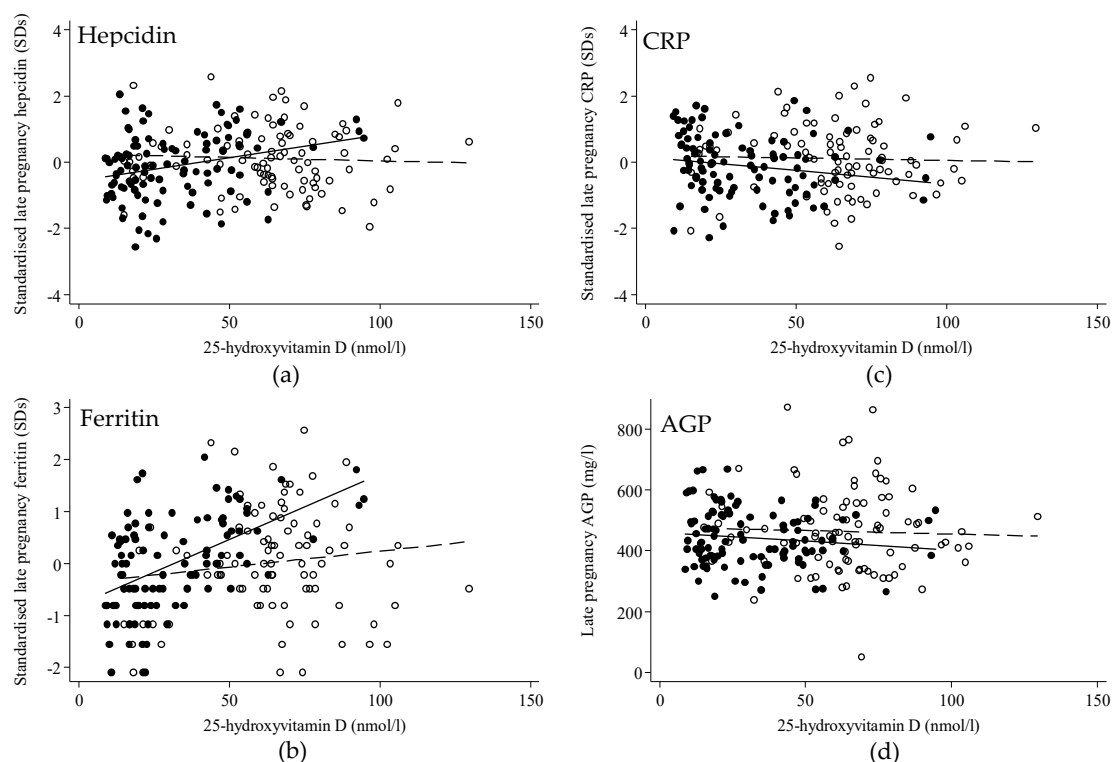 Hepcidin
Standardised late pregnancy hepcidin (SDs)
4
2
0
-2
-4
0 50 100 150
25-hydroxyvitamin D (nmol/l)
(a)
CRP
Standardised late pregnancy CRP (SDs)
4
2
0
-2
-4
0 50 100 150
25-hydroxyvitamin D (nmol/l)
(c)
Ferritin
Standardised late pregnancy ferritin (SDs)
3
2
1
0
-1
-2
0 50 100 150
25-hydroxyvitamin D (nmol/l)
(b)
AGP
Late pregnancy AGP (mg/l)
800
600
400
200
0
0 50 100 150
25-hydroxyvitamin D (nmol/l)
(d)